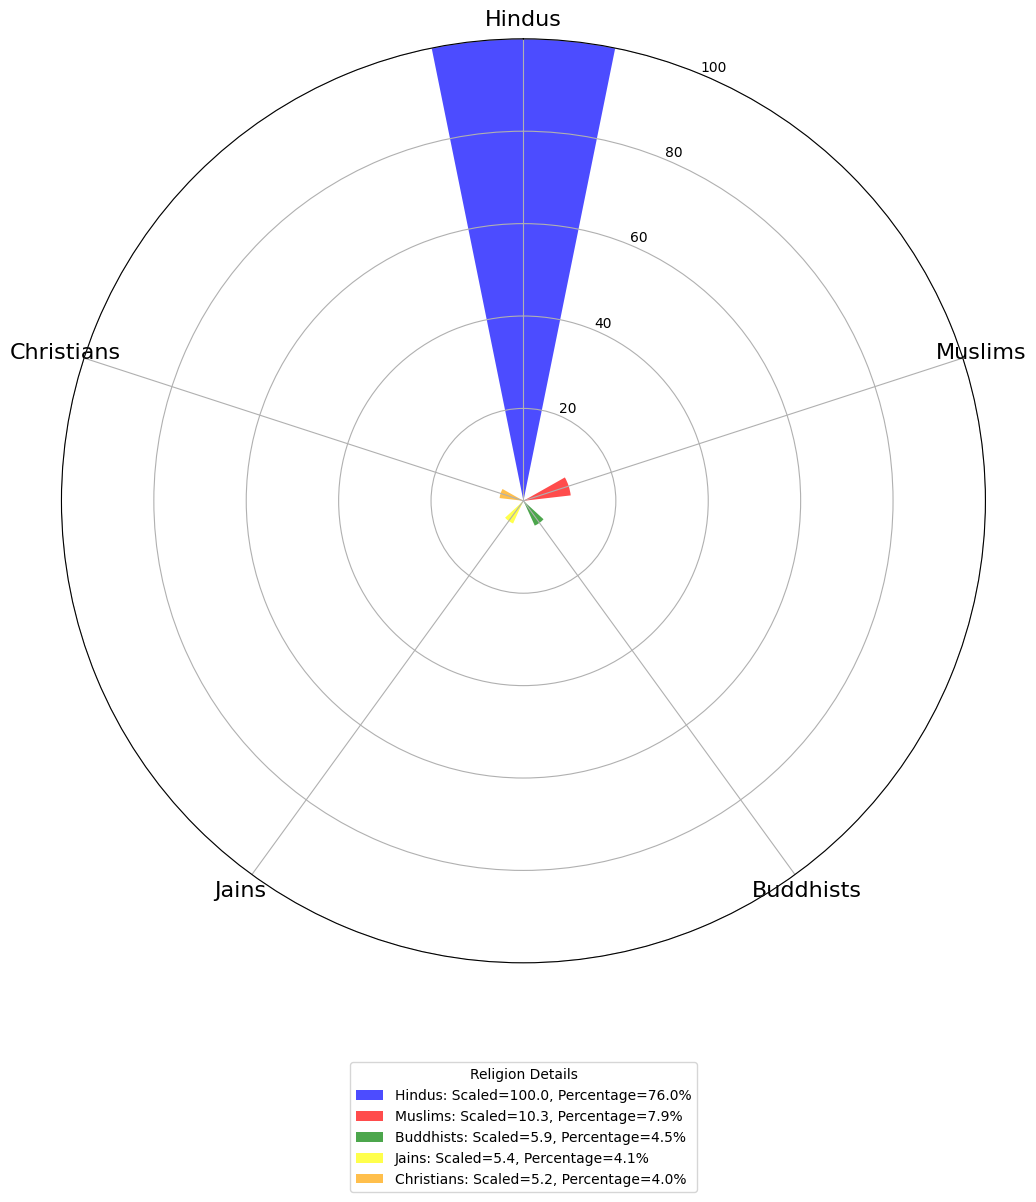 Hindus
100
80
60
40
20
Christians
Muslims
Jains
Buddhists
Religion Details
Hindus: Scaled=100.0, Percentage=76.0%
Muslims: Scaled=10.3, Percentage=7.9%
Buddhists: Scaled=5.9, Percentage=4.5%
Jains: Scaled=5.4, Percentage=4.1%
Christians: Scaled=5.2, Percentage=4.0%